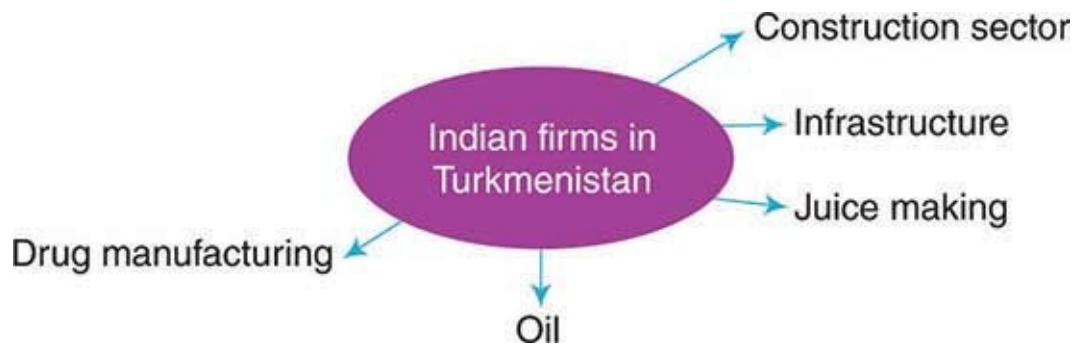 Construction sector
Indian firms in
Turkmenistan
Infrastructure
Juice making
Drug manufacturing
Oil